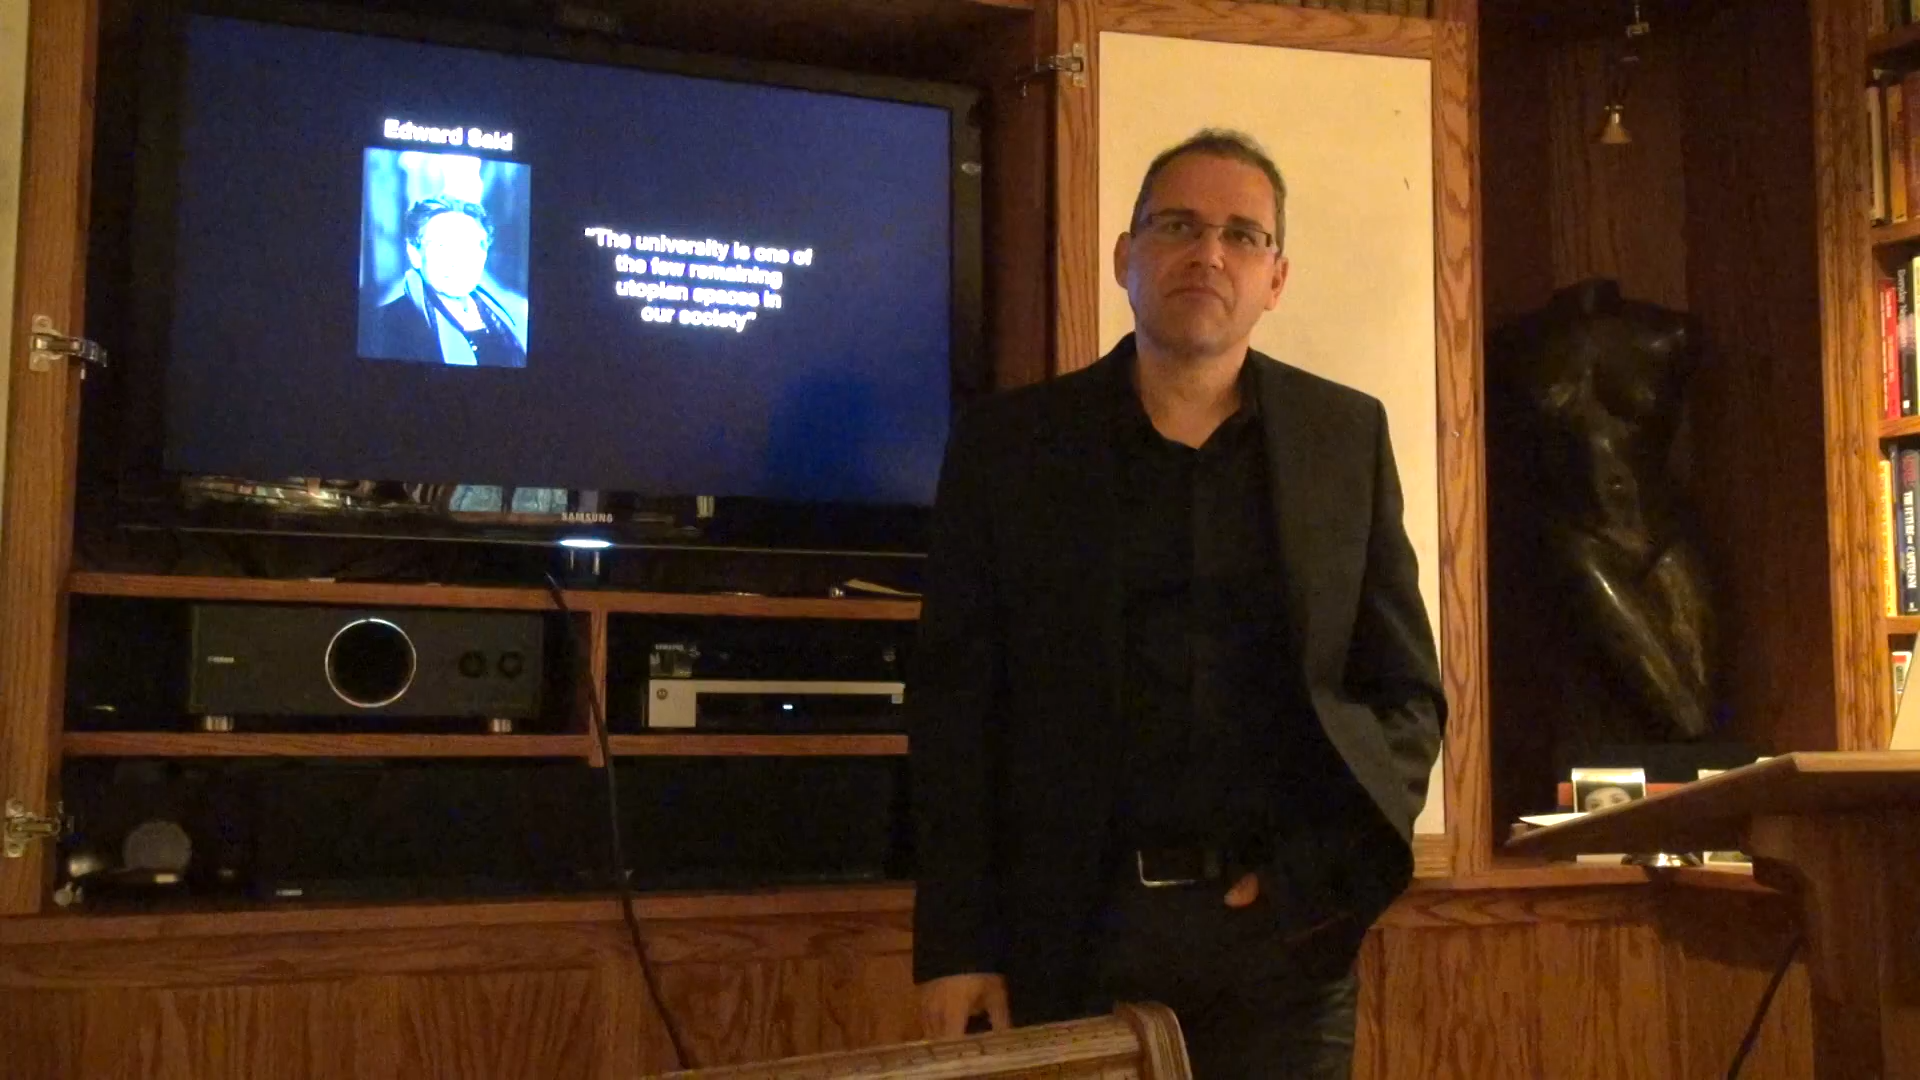 Edward Said
"The university is one of
the few remaining
utopian spaces in
our society"
SAMSUNG